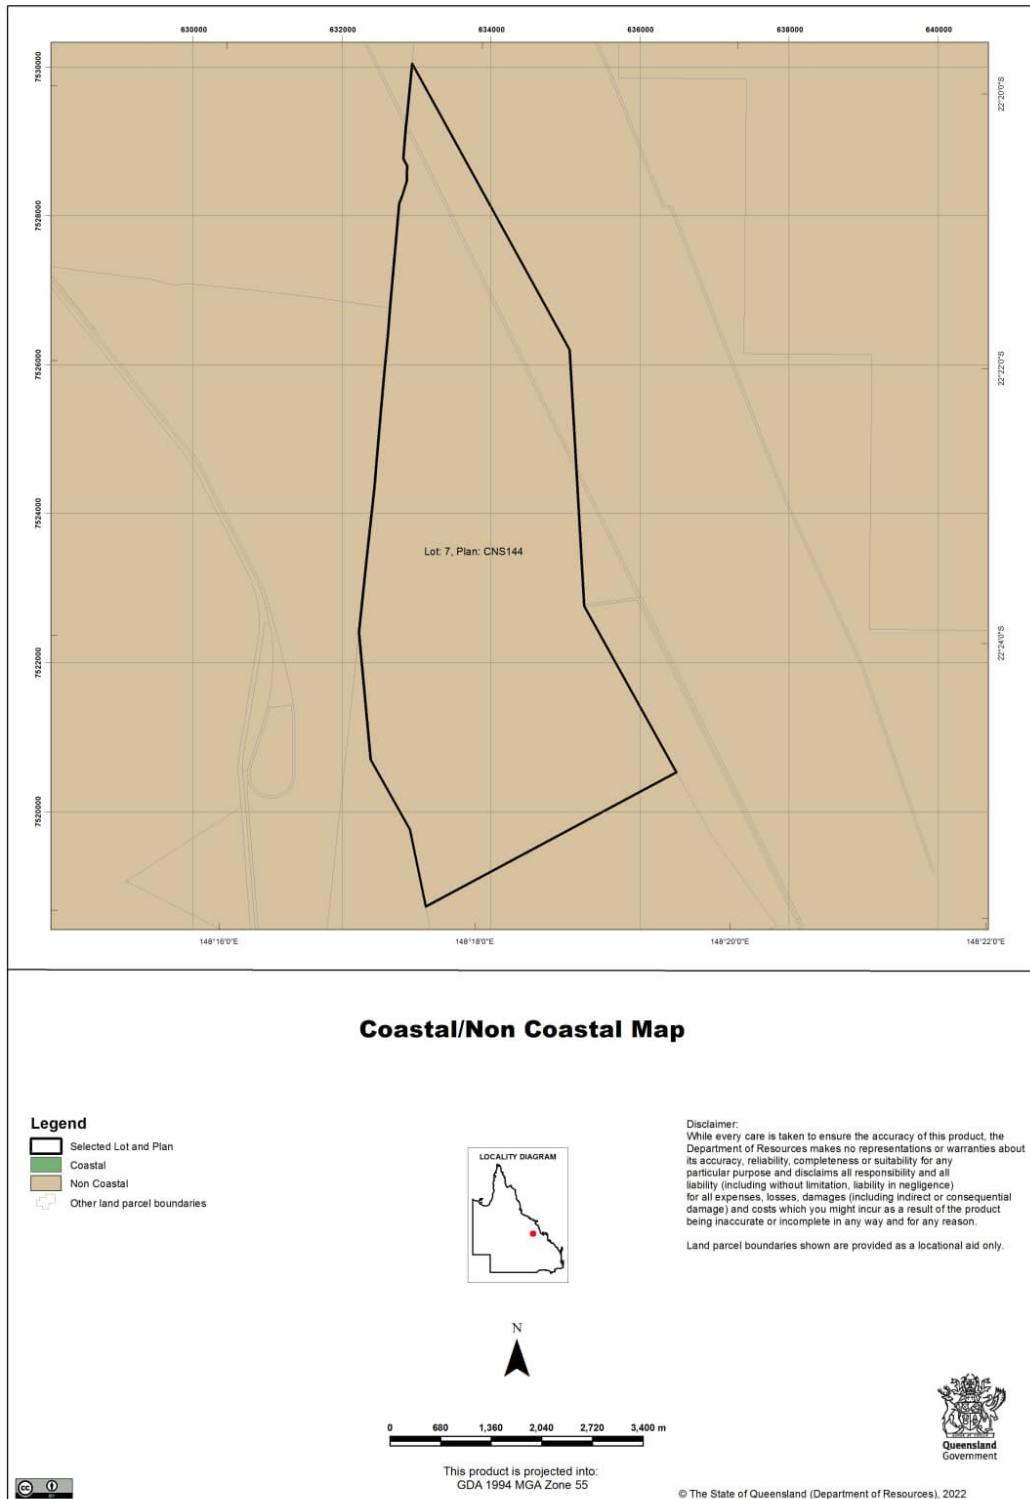 630000 632000 634000 636000 638000 640000
7530000
22°20'0"S
7528000
7526000
22°22'0"S
7524000
Lot: 7, Plan: CNS144
22°24'0"S
7522000
7520000
148°16'0"E 148°18'0"E 148°20'0"E 148°22'0"E
Coastal/Non Coastal Map
Legend
Selected Lot and Plan
Coastal
Non Coastal
Other land parcel boundaries
LOCALITY DIAGRAM
Disclaimer:
While every care is taken to ensure the accuracy of this product, the
Department of Resources makes no representations or warranties about
its accuracy, reliability, completeness or suitability for any
particular purpose and disclaims all responsibility and all
liability (including without limitation, liability in negligence)
for all expenses, losses, damages (including indirect or consequential
damage) and costs which you might incur as a result of the product
being inaccurate or incomplete in any way and for any reason.
Land parcel boundaries shown are provided as a locational aid only.
N
0 680 1,360 2,040 2,720 3,400 m
This product is projected into:
GDA 1994 MGA Zone 55
Queensland
Government
cc
BY
© The State of Queensland (Department of Resources), 2022